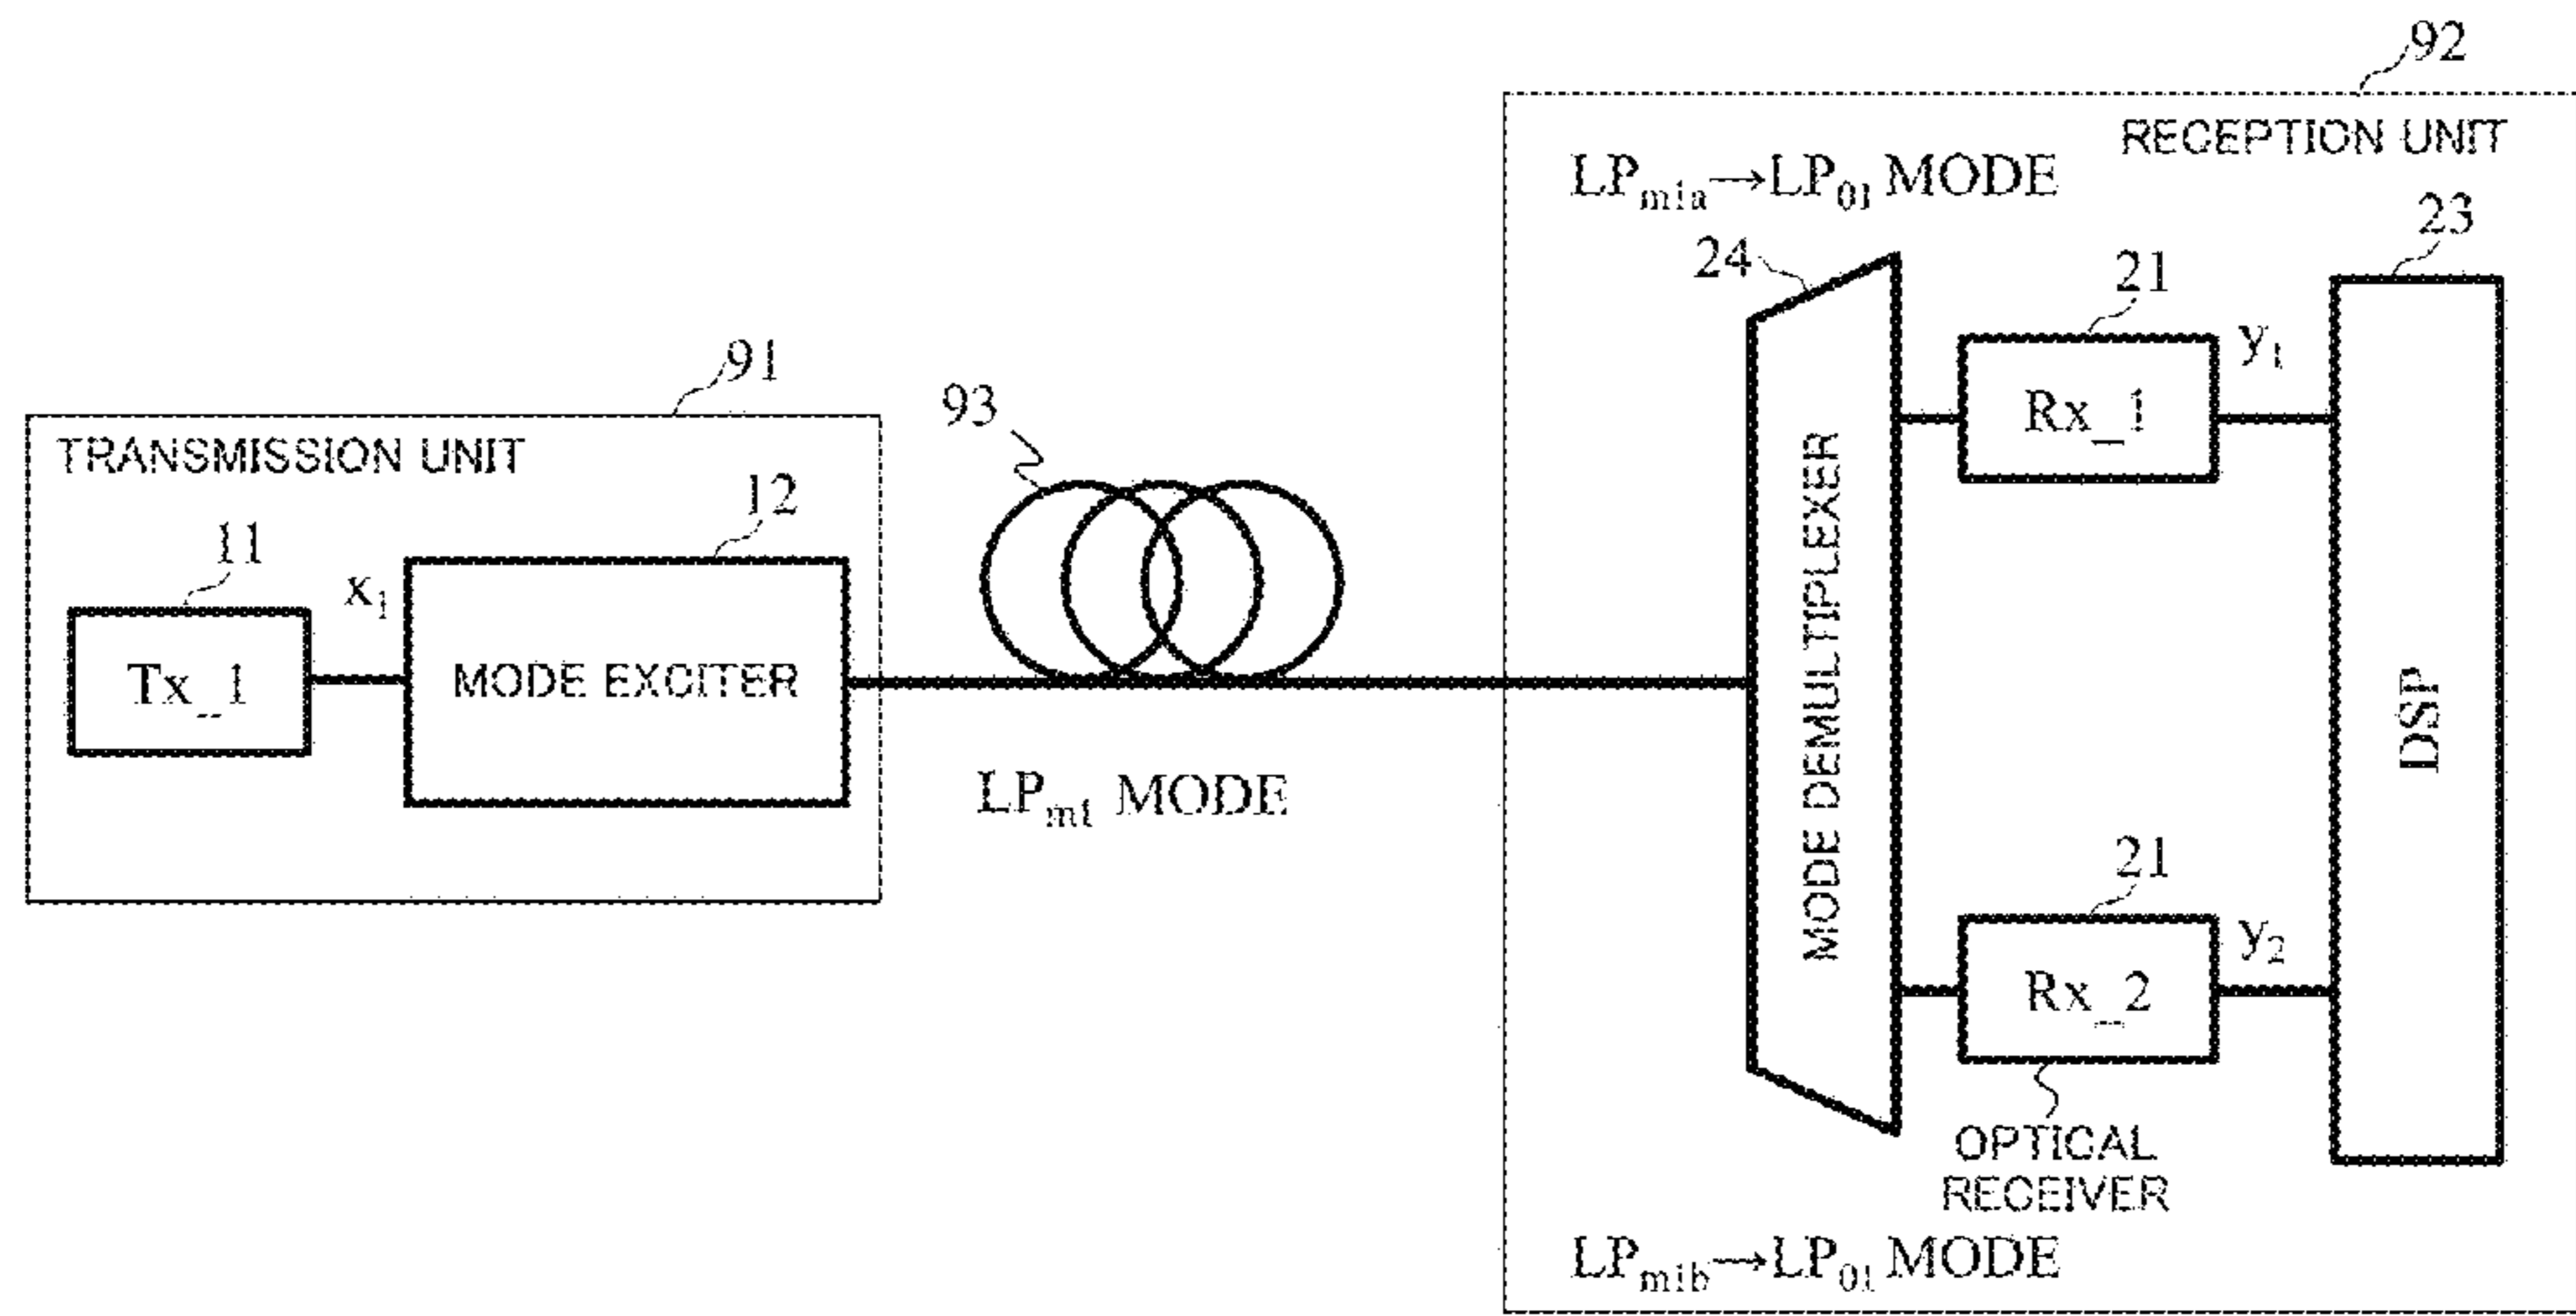 92
RECEPTION UNIT
LPm1a→LP01 MODE
23
24
21
y1
Rx_1
91
93
TRANSMISSION UNIT
12
11
x1
Tx_1
MODE EXCITER
MODE DEMULTIPLEXER
DSP
LPm1 MODE
21
y2
Rx_2
OPTICAL
RECEIVER
LPm1b→LP01 MODE